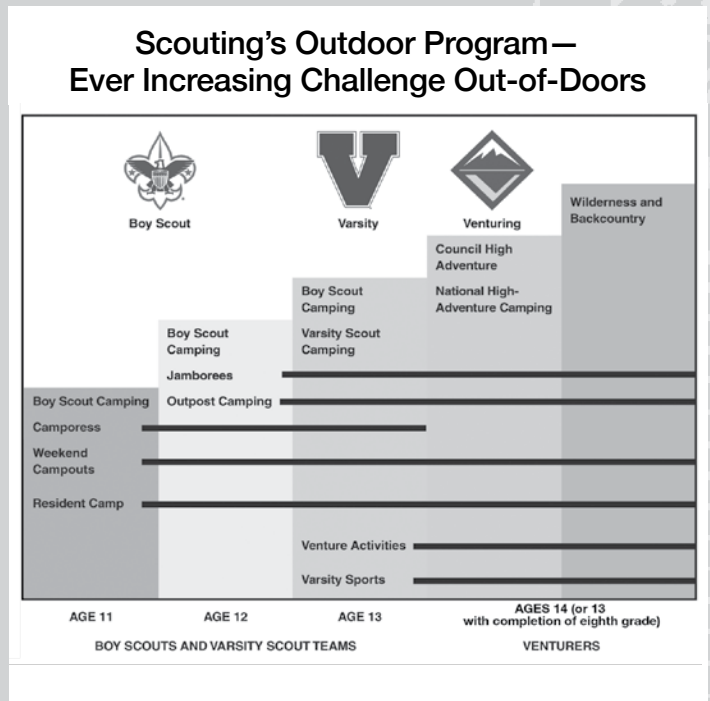 Scouting's Outdoor Program—
Ever Increasing Challenge Out-of-Doors
Boy Scout
Varsity
Venturing
Wilderness and
Backcountry
Council High
Adventure
National High-
Adventure Camping
Boy Scout
Camping
Varsity Scout
Camping
Boy Scout
Camping
Jamborees
Outpost Camping
Boy Scout Camping
Camporess
Weekend
Campouts
Resident Camp
Venture Activities
Varsity Sports
AGE 11
AGE 12
AGE 13
AGES 14 (or 13
with completion of eighth grade)
BOY SCOUTS AND VARSITY SCOUT TEAMS
VENTURERS